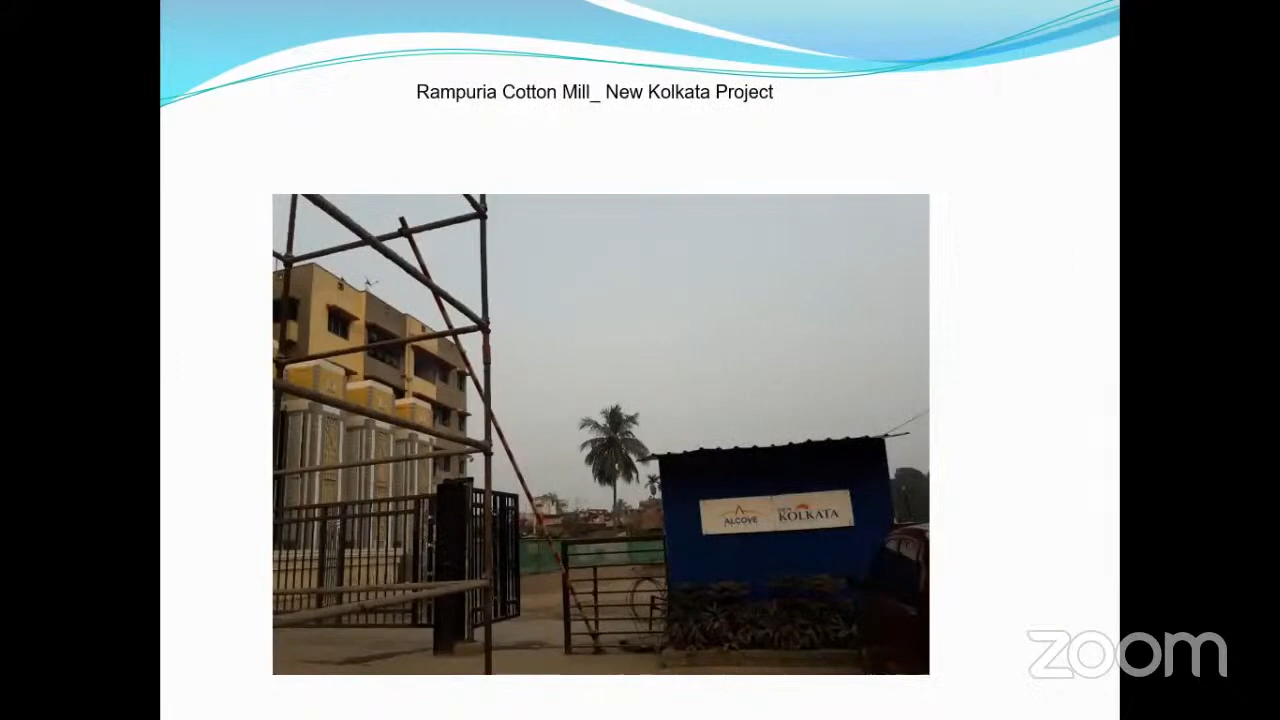 Rampuria Cotton Mill_ New Kolkata Project
ALCOVE
NEW
KOLKATA
zoom